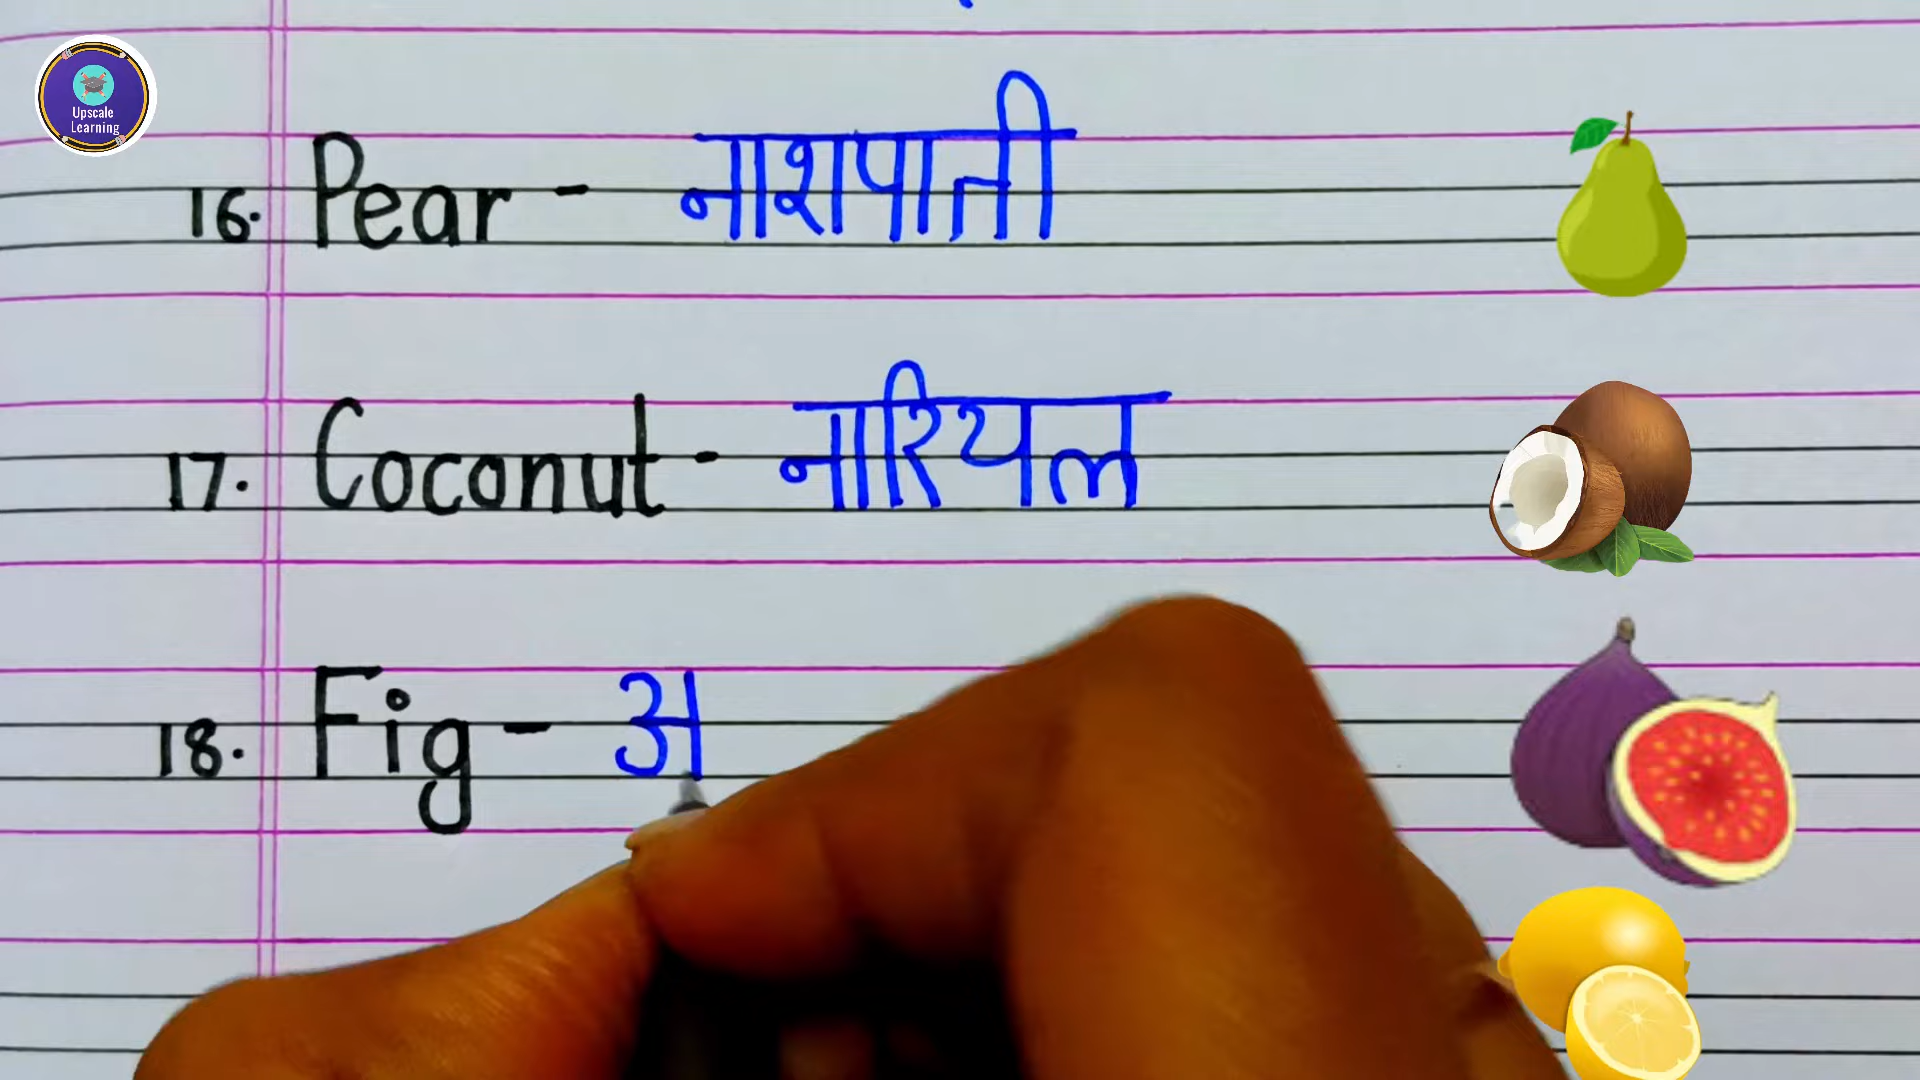 Upscale
Learning
16. Pear - नाशपाती
17. Coconut - नारियल
18. Fig - अ